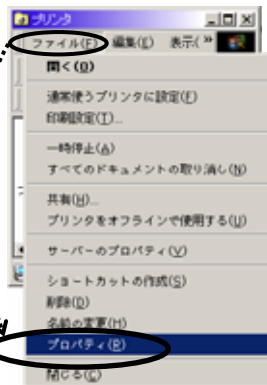 プリンタ
ファイル(F) 編集(E) 表示( »
開く(O)
通常使うプリンタに設定(F)
印刷設定(T)...
一時停止(A)
すべてのドキュメントの取り消し(N)
共有(H)...
プリンタをオフラインで使用する(U)
サーバーのプロパティ(V)
ショートカットの作成(S)
削除(D)
名前の変更(M)
プロパティ(R)
閉じる(C)